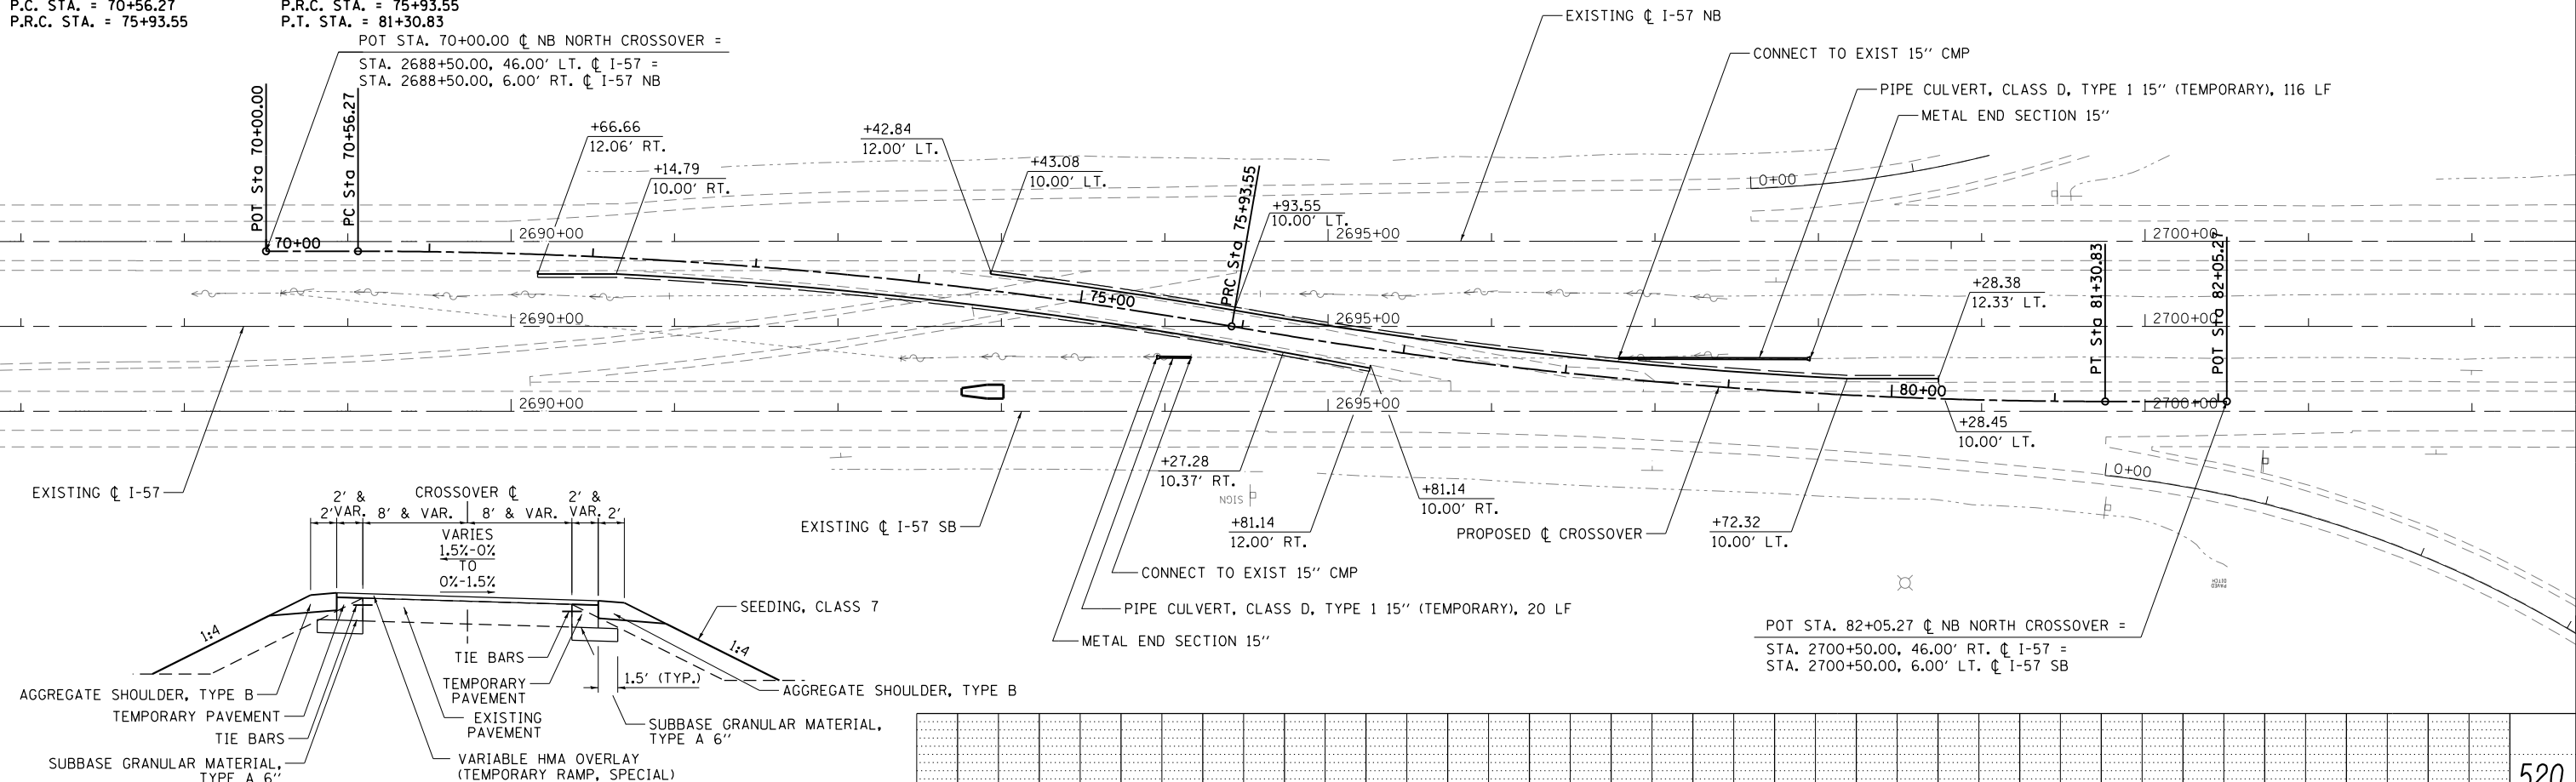 P.C. STA. = 70+56.27
P.R.C. STA. = 75+93.55
P.R.C. STA. = 75+93.55
P.T. STA. = 81+30.83
POT STA. 70+00.00 ℄ NB NORTH CROSSOVER =
STA. 2688+50.00, 46.00' LT. ℄ I-57 =
STA. 2688+50.00, 6.00' RT. ℄ I-57 NB
EXISTING ℄ I-57 NB
CONNECT TO EXIST 15'' CMP
PIPE CULVERT, CLASS D, TYPE 1 15'' (TEMPORARY), 116 LF
METAL END SECTION 15''
POT Sta 70+00.00
PC Sta 70+56.27
+66.66
12.06' RT.
+14.79
10.00' RT.
+42.84
12.00' LT.
+43.08
10.00' LT.
PRC Sta 75+93.55
+93.55
10.00' LT.
0+00
70+00
2690+00
2695+00
2700+00
75+00
2690+00
2695+00
2700+00
+28.38
12.33' LT.
PT Sta 81+30.83
POT Sta 82+05.27
80+00
2690+00
2695+00
2700+00
+28.45
10.00' LT.
+27.28
10.37' RT.
SIGN
+81.14
10.00' RT.
+81.14
12.00' RT.
+72.32
10.00' LT.
0+00
EXISTING ℄ I-57
EXISTING ℄ I-57 SB
PROPOSED ℄ CROSSOVER
CONNECT TO EXIST 15'' CMP
PIPE CULVERT, CLASS D, TYPE 1 15'' (TEMPORARY), 20 LF
METAL END SECTION 15''
PAVED
DITCH
POT STA. 82+05.27 ℄ NB NORTH CROSSOVER =
STA. 2700+50.00, 46.00' RT. ℄ I-57 =
STA. 2700+50.00, 6.00' LT. ℄ I-57 SB
CROSSOVER ℄
2'
2' &
VAR.
8' & VAR.
8' & VAR.
2' &
VAR.
2'
VARIES
1.5%-0%
TO
0%-1.5%
1:4
1:4
SEEDING, CLASS 7
TIE BARS
TEMPORARY
PAVEMENT
1.5' (TYP.)
AGGREGATE SHOULDER, TYPE B
AGGREGATE SHOULDER, TYPE B
TEMPORARY PAVEMENT
TIE BARS
EXISTING
PAVEMENT
SUBBASE GRANULAR MATERIAL,
TYPE A 6''
SUBBASE GRANULAR MATERIAL,
TYPE A 6''
VARIABLE HMA OVERLAY
(TEMPORARY RAMP, SPECIAL)
520